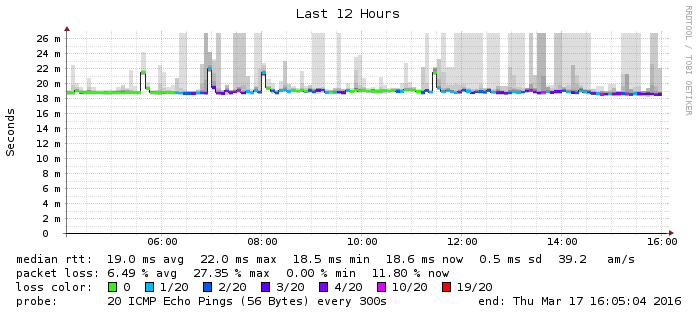 Last 12 Hours
RRDTOOL / TOBI OETIKER
Seconds
26 m
24 m
22 m
20 m
18 m
16 m
14 m
12 m
10 m
8 m
6 m
4 m
2 m
0
06:00 08:00 10:00 12:00 14:00 16:00
median rtt: 19.0 ms avg 22.0 ms max 18.5 ms min 18.6 ms now 0.5 ms sd 39.2 am/s
packet loss: 6.49 % avg 27.35 % max 0.00 % min 11.80 % now
loss color: 0 1/20 2/20 3/20 4/20 10/20 19/20
probe: 20 ICMP Echo Pings (56 Bytes) every 300s end: Thu Mar 17 16:05:04 2016